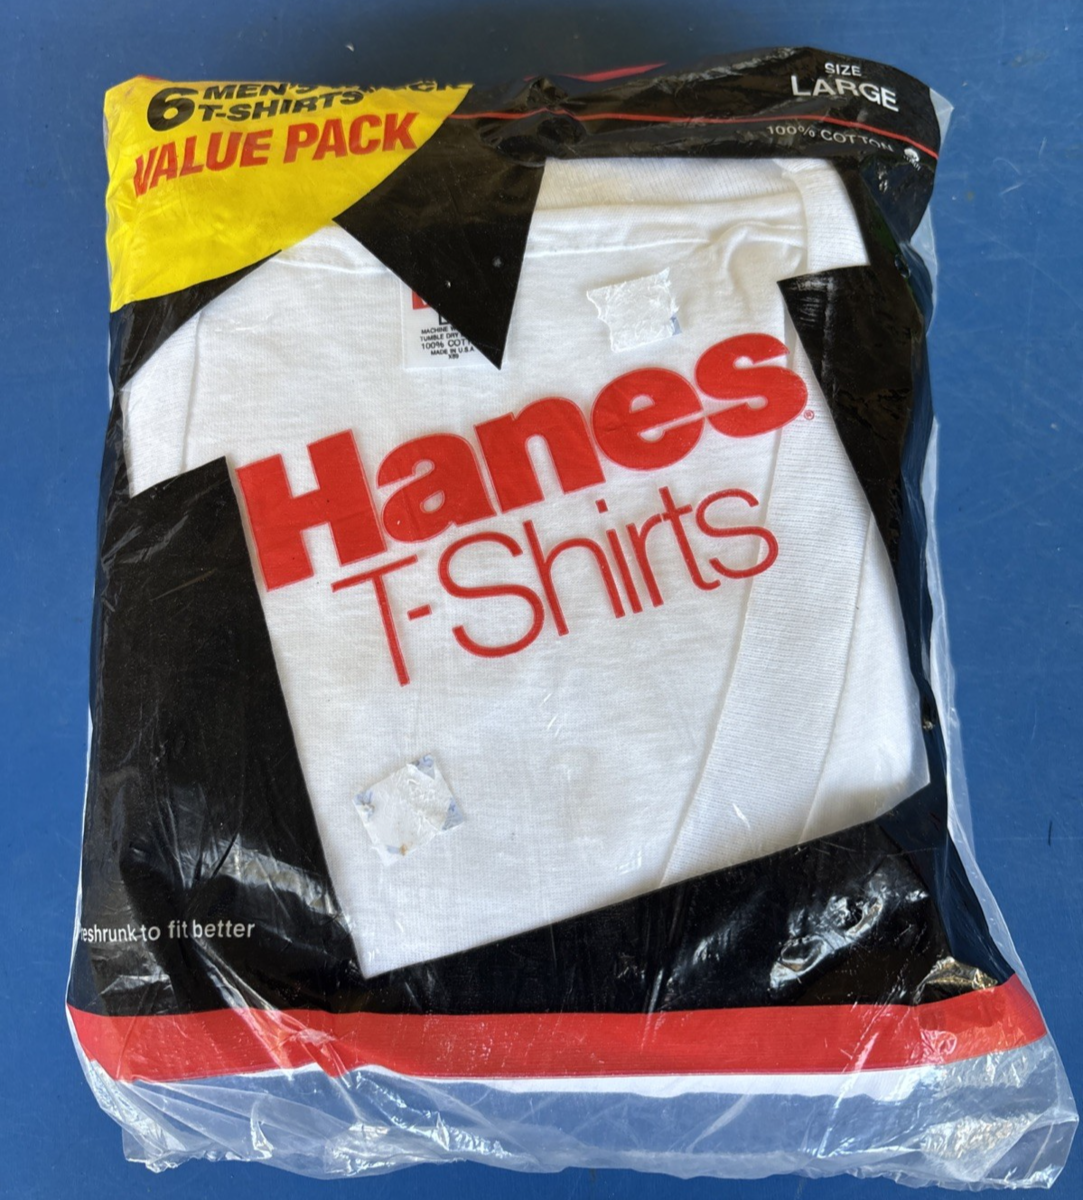 6 MEN'S
T-SHIRTS
VALUE PACK
SIZE
LARGE
100% COTTON
MACHINE
TUMBLE DRY
100% COTT
MADE IN U.S.A
Hanes®
T-Shirts
eshrunk to fit better